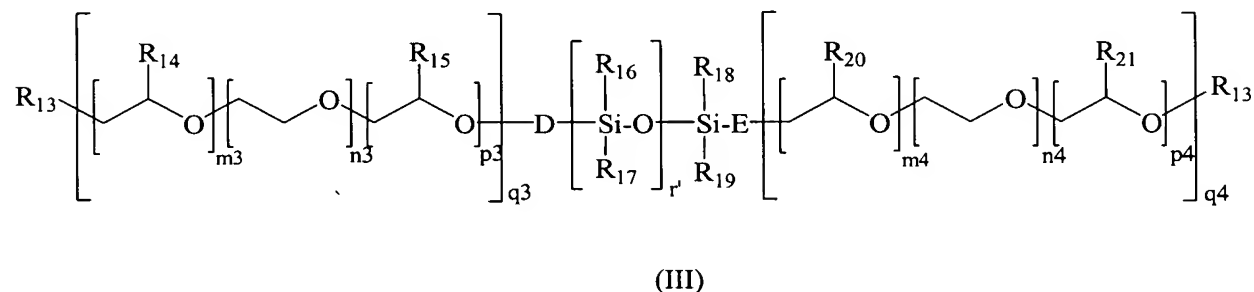 R14 R15 R16 R18 R20 R21
R13 O O O D Si-O Si-E O O O R13
m3 n3 p3 R17 R19 m4 n4 p4
q3 r' q4
(III)